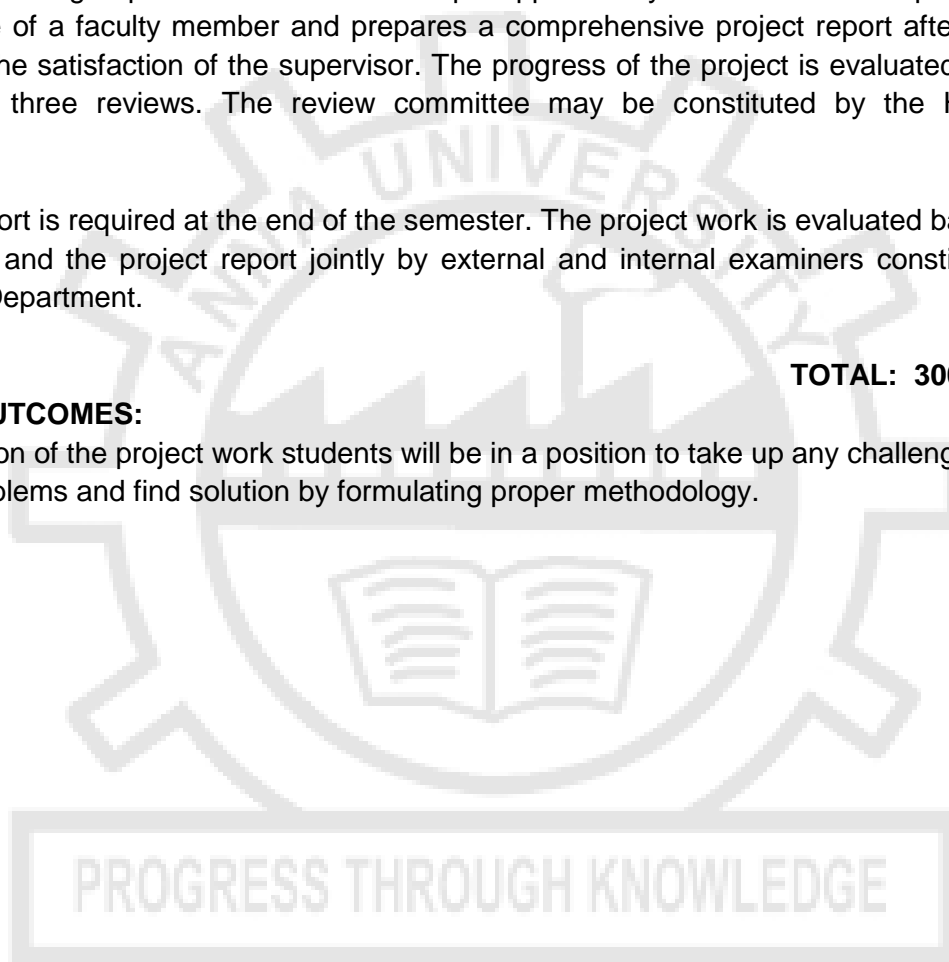 e of a faculty member and prepares a comprehensive project report after
he satisfaction of the supervisor. The progress of the project is evaluated
three reviews. The review committee may be constituted by the
ort is required at the end of the semester. The project work is evaluated ba
and the project report jointly by external and internal examiners consti
Department.
TOTAL: 300
UTCOMES:
on of the project work students will be in a position to take up any challeng
blems and find solution by formulating proper methodology.
ANNA UNIVERSITY
PROGRESS THROUGH KNOWLEDGE